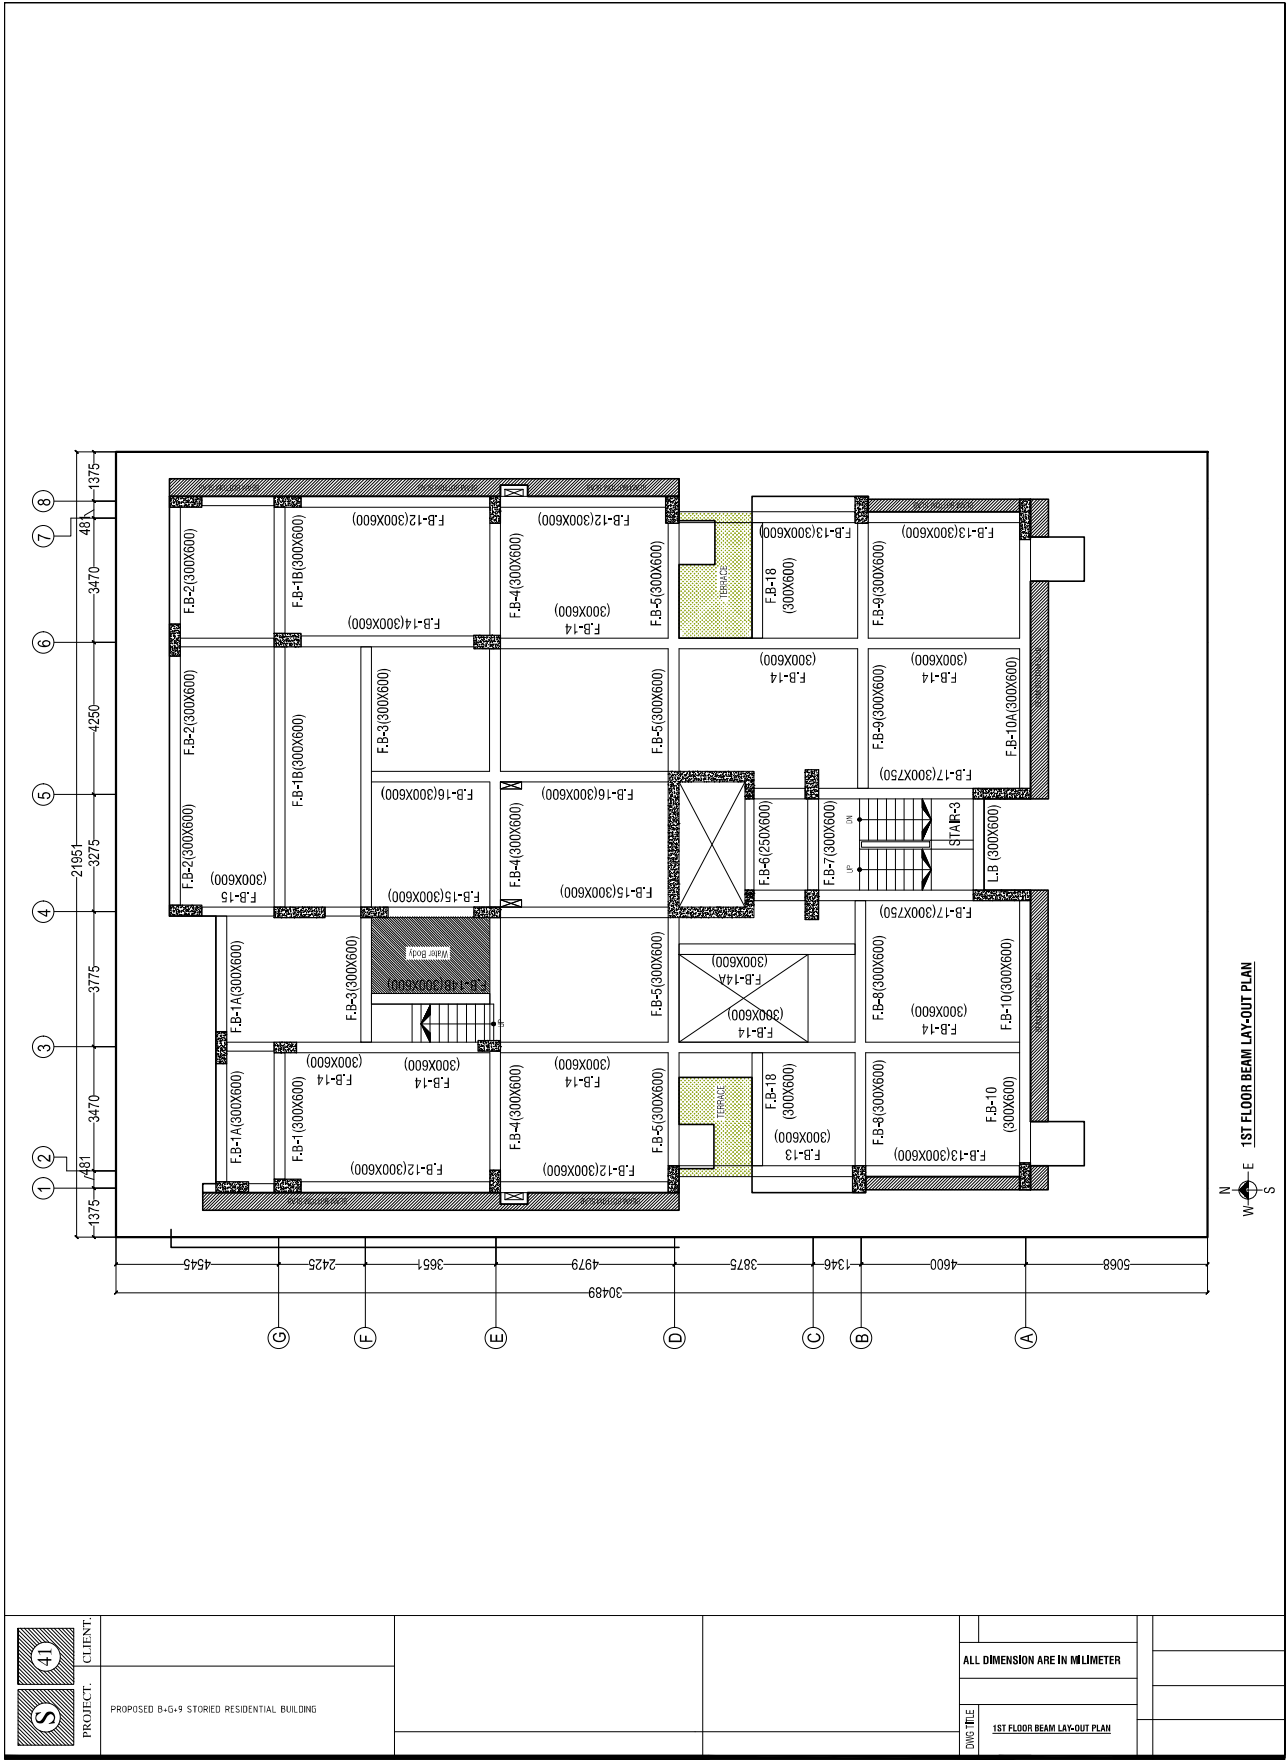 8
7
6
5
4
3
2
1
1375
481
3470
4250
3275
3775
3470
481
1375
21951
F.B-2(300X600)
F.B-1B(300X600)
F.B-12(300X600)
F.B-4(300X600)
F.B-12(300X600)
F.B-5(300X600)
F.B-14
(300X600)
F.B-14(300X600)
TERRACE
F.B-18
(300X600)
F.B-13(300X600)
F.B-9(300X600)
F.B-13(300X600)
F.B-2(300X600)
F.B-1B(300X600)
F.B-3(300X600)
F.B-5(300X600)
F.B-14
(300X600)
F.B-9(300X600)
F.B-14
(300X600)
F.B-10A(300X600)
F.B-17(300X750)
F.B-2(300X600)
F.B-15
(300X600)
F.B-16(300X600)
F.B-15(300X600)
F.B-4(300X600)
F.B-16(300X600)
F.B-15(300X600)
F.B-6(250X600)
F.B-7(300X600)
DN
UP
STAIR-3
L.B (300X600)
F.B-17(300X750)
F.B-1A(300X600)
F.B-3(300X600)
Water Body
F.B-14B(300X600)
F.B-5(300X600)
F.B-14A
(300X600)
F.B-14
(300X600)
F.B-8(300X600)
F.B-14
(300X600)
F.B-10(300X600)
F.B-1A(300X600)
F.B-1(300X600)
F.B-14
(300X600)
F.B-14
(300X600)
F.B-12(300X600)
F.B-4(300X600)
F.B-14
(300X600)
F.B-12(300X600)
F.B-5(300X600)
TERRACE
F.B-18
(300X600)
F.B-13
(300X600)
F.B-8(300X600)
F.B-13(300X600)
F.B-10
(300X600)
4545
2425
3651
4979
3875
1346
4600
5068
30489
G
F
E
D
C
B
A
N
E
S
W
1ST FLOOR BEAM LAY-OUT PLAN
S
41
PROJECT.
CLIENT.
PROPOSED B+G+9 STORIED RESIDENTIAL BUILDING
ALL DIMENSION ARE IN MILIMETER
DWG TITLE
1ST FLOOR BEAM LAY-OUT PLAN